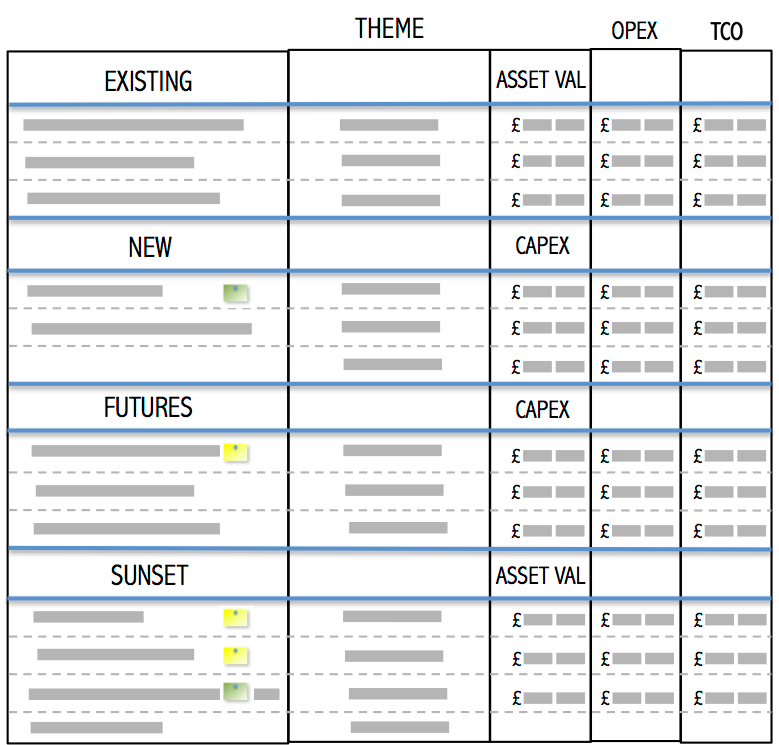 THEME OPEX TCO
EXISTING ASSET VAL
£ £ £
£ £ £
£ £ £
NEW CAPEX
£ £ £
£ £ £
£ £ £
FUTURES CAPEX
£ £ £
£ £ £
£ £ £
SUNSET ASSET VAL
£ £ £
£ £ £
£ £ £